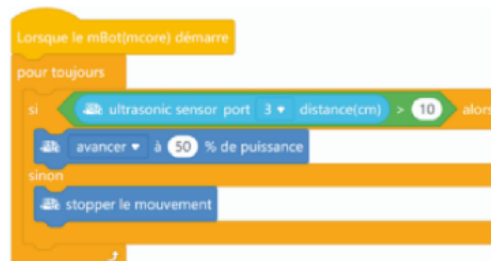 Lorsque le mBot(mcore) démarre
pour toujours
si ultrasonic sensor port 3 distance(cm) > 10 alors
avancer à 50 % de puissance
sinon
stopper le mouvement